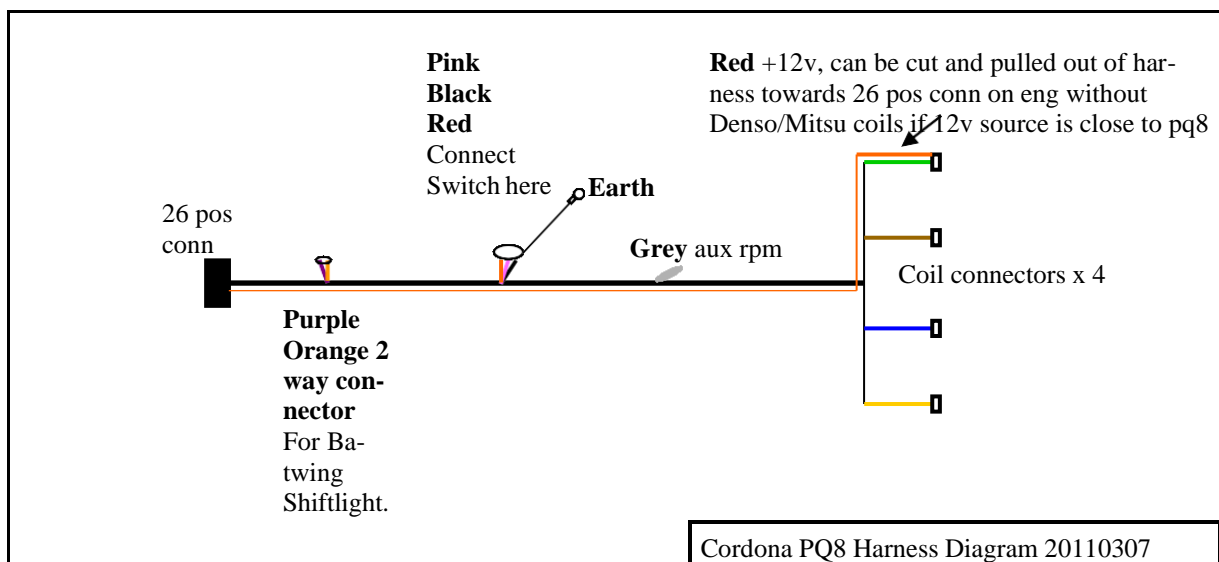 Pink
Black
Red
Connect
Switch here
Red +12v, can be cut and pulled out of har-
ness towards 26 pos conn on eng without
Denso/Mitsu coils if 12v source is close to pq8
Earth
26 pos
conn
Grey aux rpm
Coil connectors x 4
Purple
Orange 2
way con-
nector
For Ba-
twing
Shiftlight.
Cordona PQ8 Harness Diagram 20110307